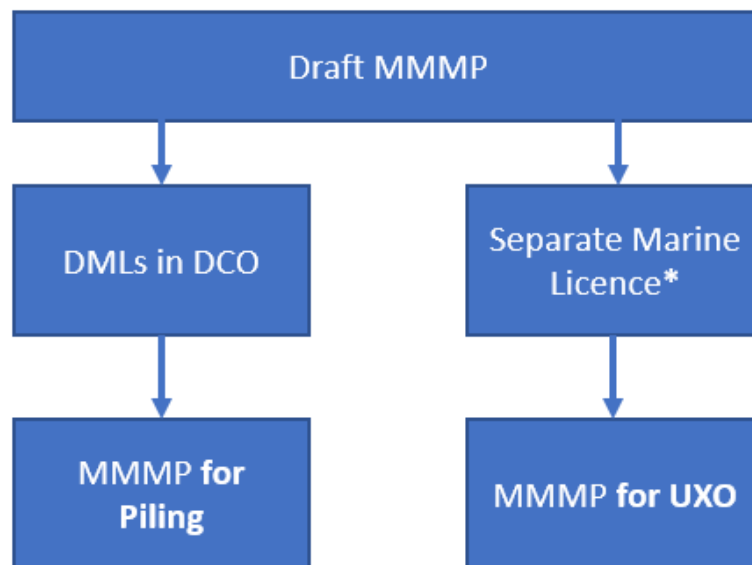 Draft MMMP
DMLs in DCO
Separate Marine
Licence*
MMMP for
Piling
MMMP for UXO